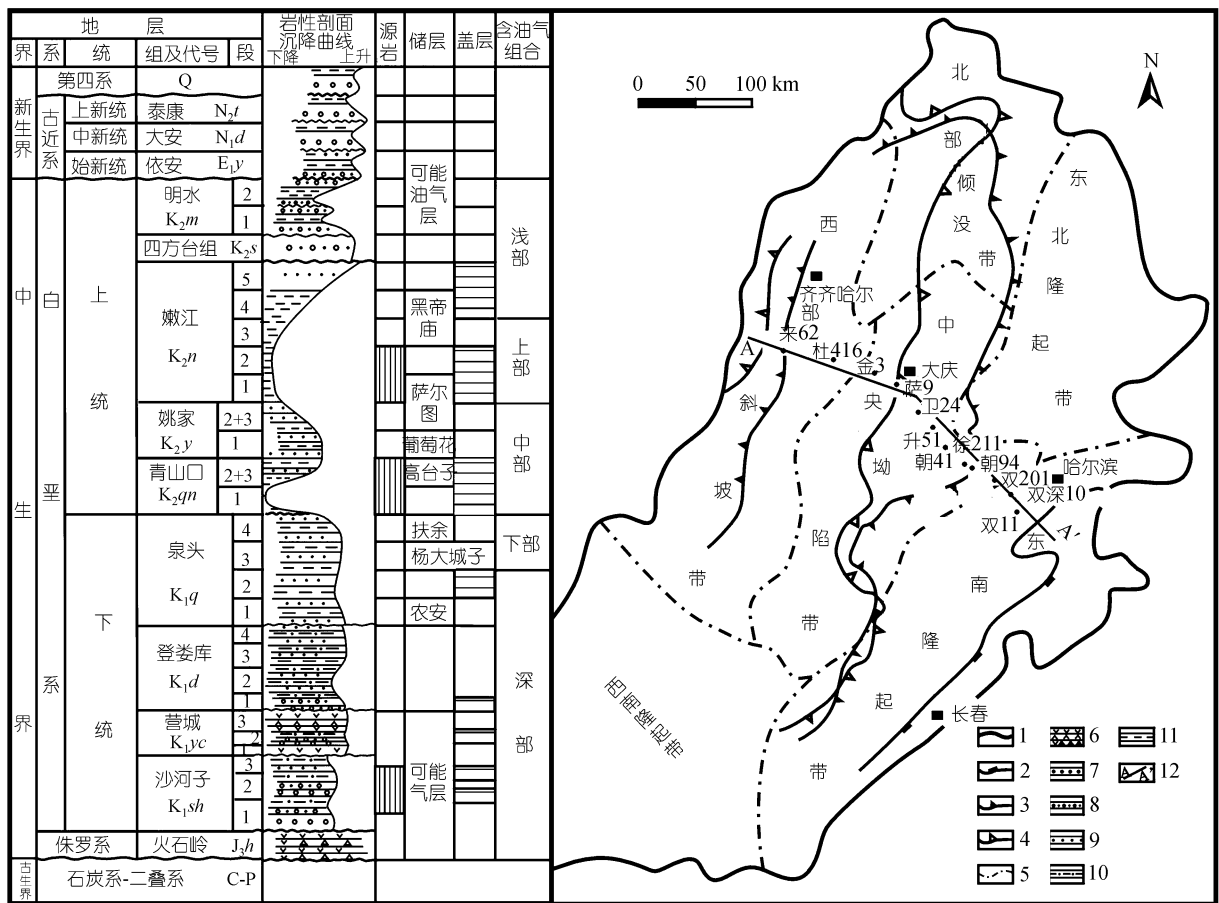 地 层
岩性剖面
沉降曲线
下降 上升
源岩
储层
盖层
含油气
组合
界 系 统 组及代号 段
新生界
第四系 Q
古近系
上新统 泰康 N₂t
中新统 大安 N₁d
始新统 依安 E₁y
可能
油气
层
中生界
白垩系
上统
明水 2
K₂m 1
四方台组 K₂s
浅部
嫩江
K₂n
5
4
3
2
1
黑帝
庙
上部
萨尔
图
姚家 2+3
K₂y 1
葡萄花
中部
青山口 2+3
K₂qn 1
高台子
下统
泉头
K₁q
4
3
2
1
扶余
杨大城子
下部
农安
登娄库
K₁d
4
3
2
1
深部
营城
K₁yc
3
2
1
沙河子
K₁sh
3
2
1
可能
气层
侏罗系 火石岭 J₃h
古生界
石炭系-二叠系 C-P
0 50 100 km
N
北部倾没带
东北隆起带
西部斜坡带
中央坳陷带
东南隆起带
西南隆起带
齐齐哈尔
大庆
哈尔滨
长春
A
来62
杜416
金3
萨9
卫24
升51
徐211
朝41
朝94
双201
双深10
双11
A'
1
2
3
4
5
6
7
8
9
10
11
12